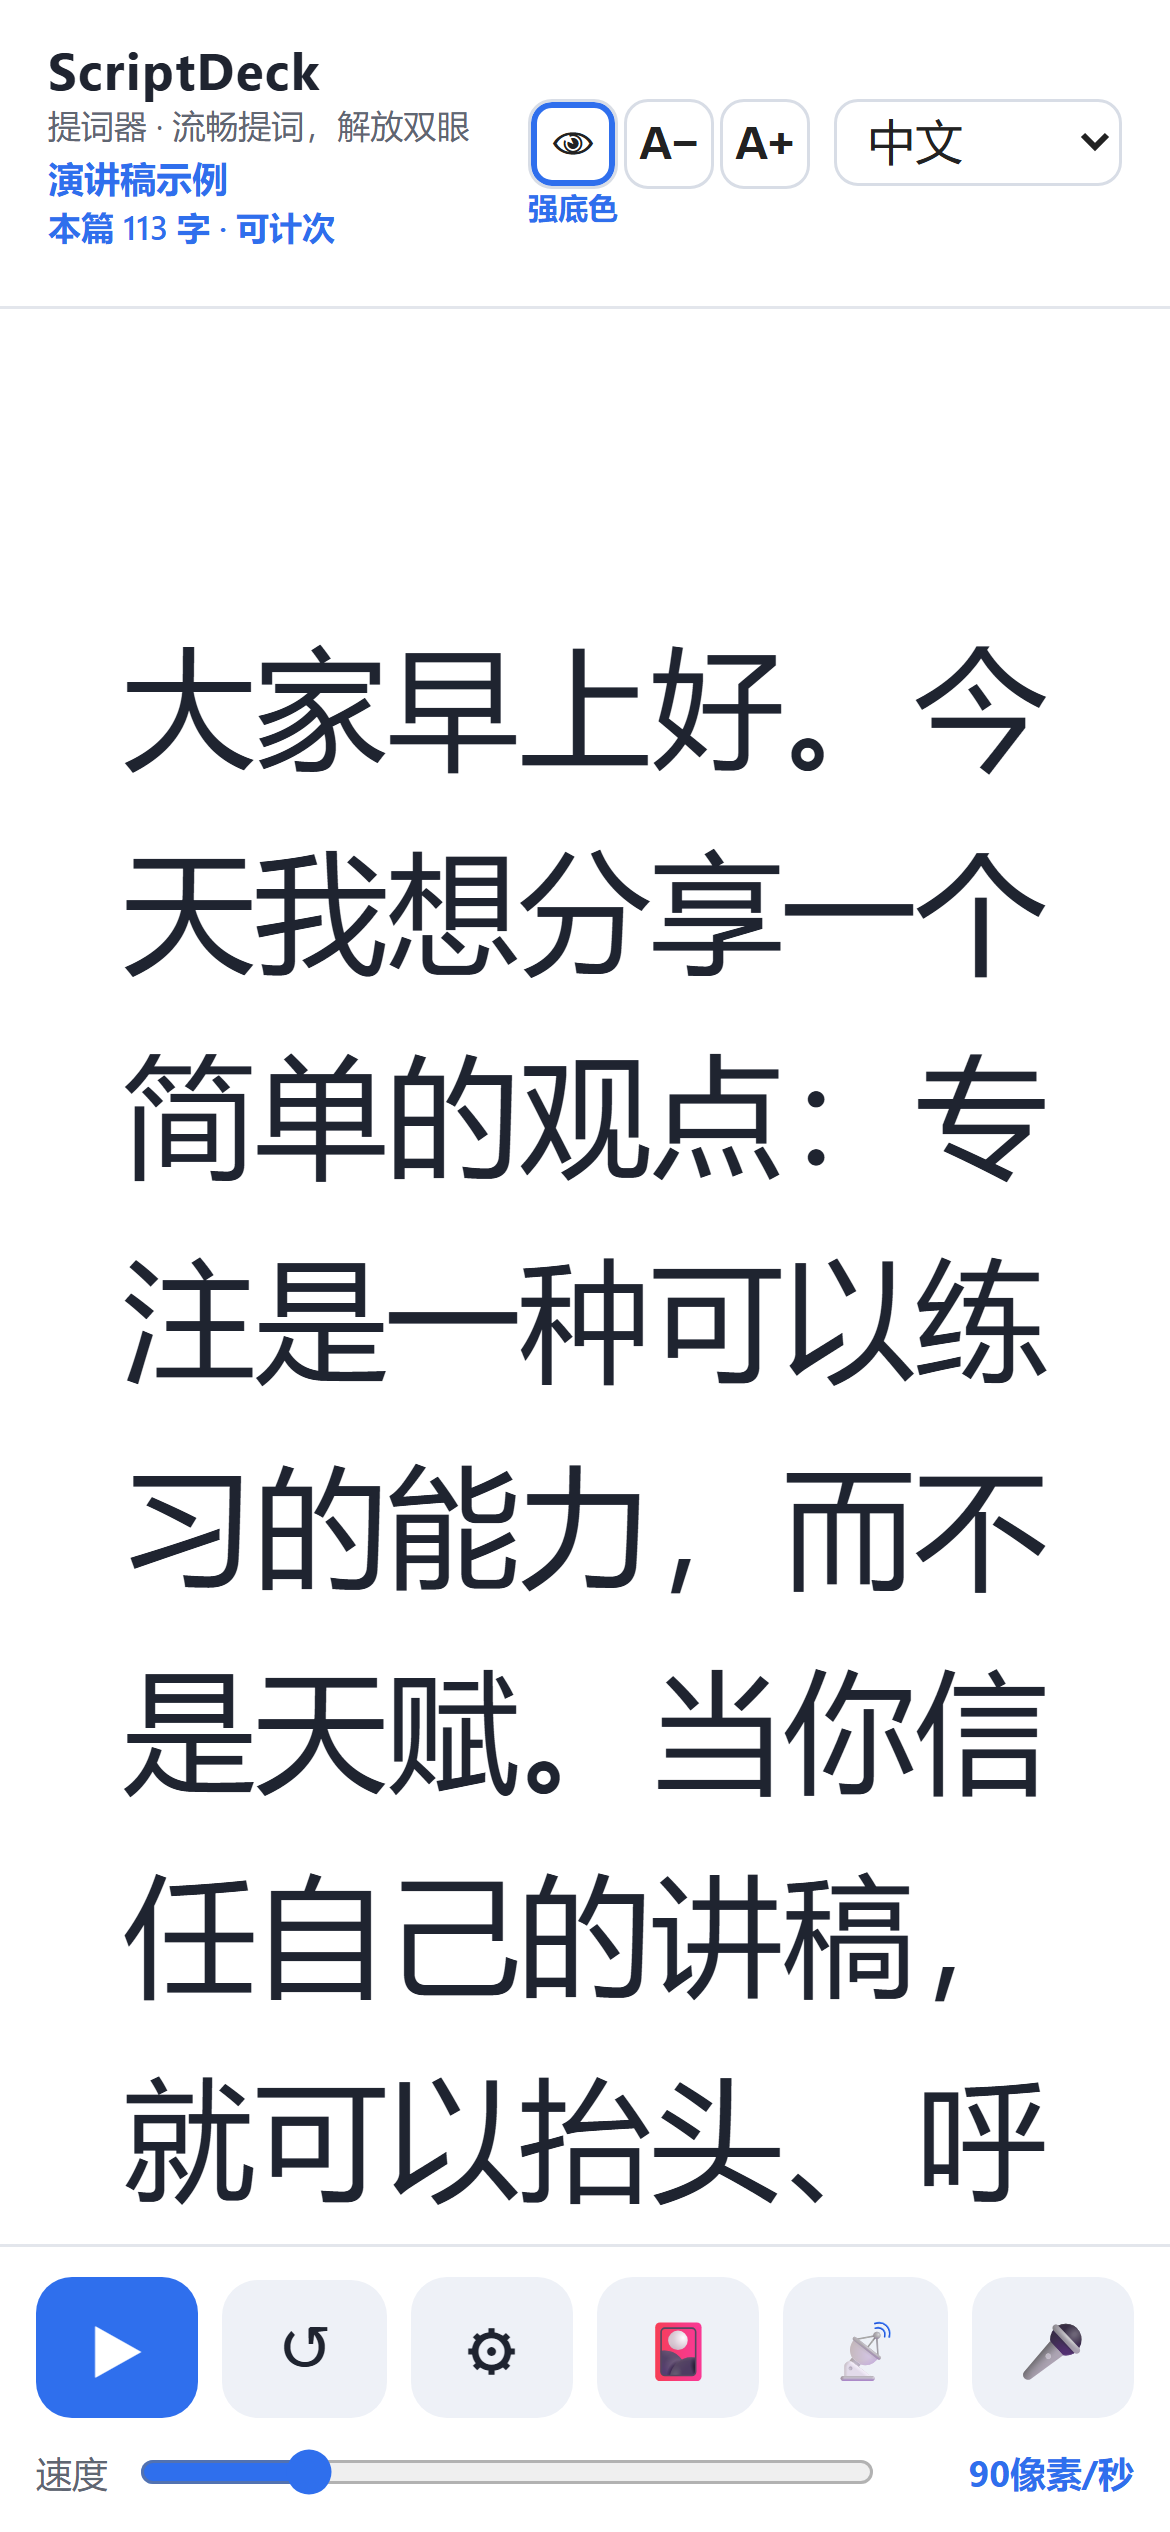 ScriptDeck
提词器 · 流畅提词，解放双眼
演讲稿示例
本篇 113 字 · 可计次
强底色
A−
A+
中文
大家早上好。今
天我想分享一个
简单的观点：专
注是一种可以练
习的能力，而不
是天赋。当你信
任自己的讲稿，
就可以抬头、呼
速度
90像素/秒